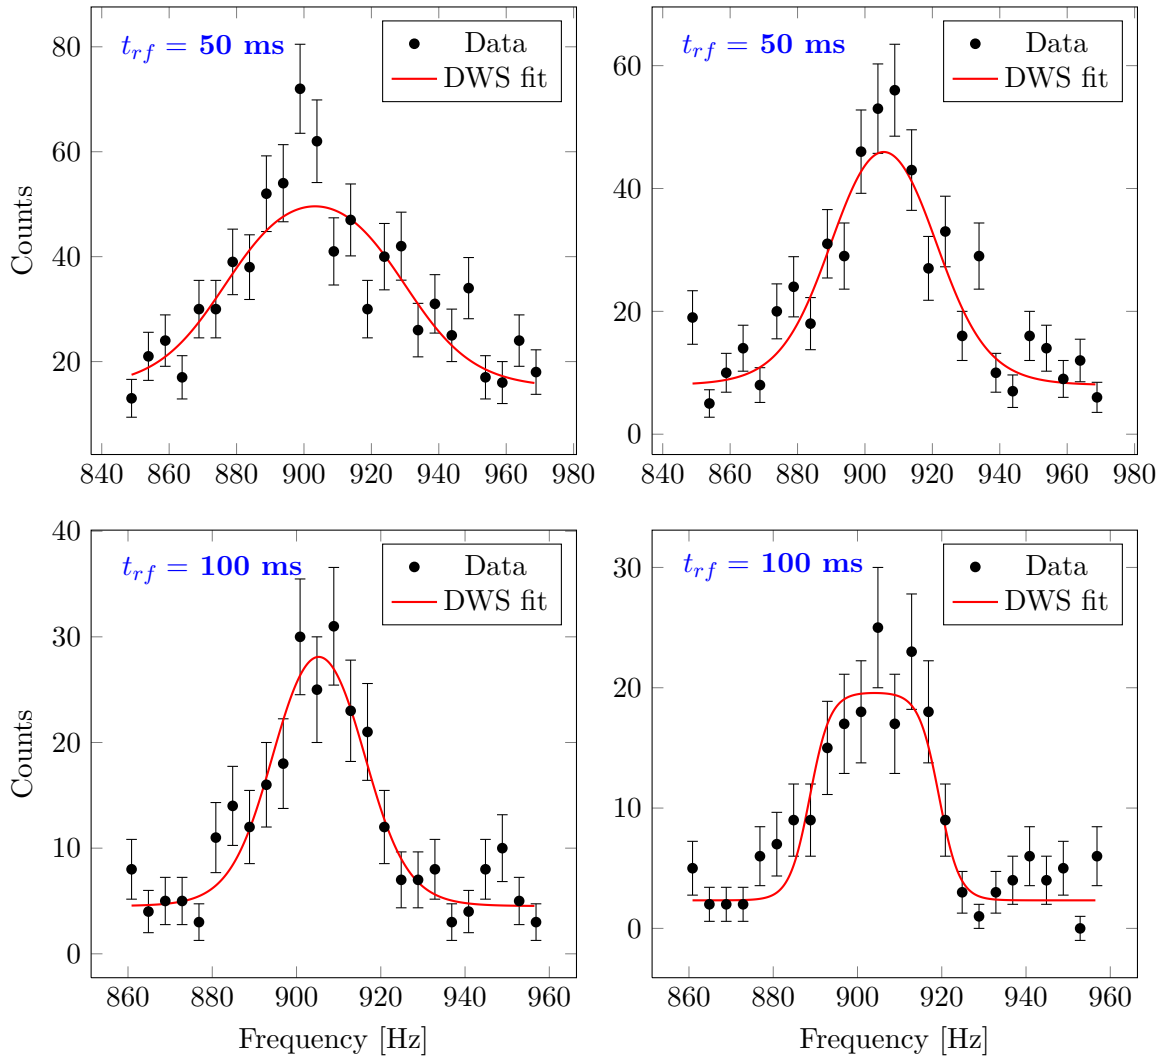 t_rf = 50 ms
Data
DWS fit
80
60
40
20
Counts
840 860 880 900 920 940 960 980
t_rf = 50 ms
Data
DWS fit
60
40
20
0
Counts
840 860 880 900 920 940 960 980
t_rf = 100 ms
Data
DWS fit
40
30
20
10
0
Counts
860 880 900 920 940 960
Frequency [Hz]
t_rf = 100 ms
Data
DWS fit
30
20
10
0
860 880 900 920 940 960
Frequency [Hz]